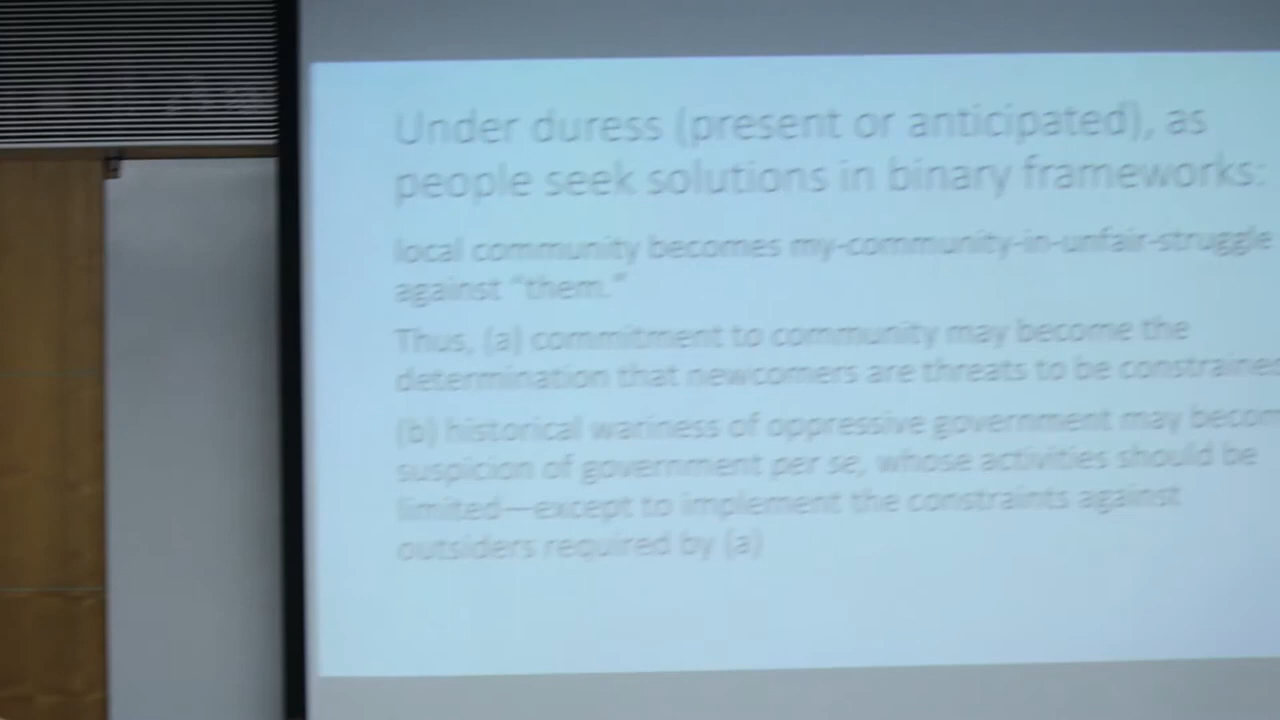 Under duress (present or anticipated), as
people seek solutions in binary frameworks:
local community becomes my-community-in-unfair-struggle
against "them."
Thus, (a) commitment to community may become the
determination that newcomers are threats to be constraine
(b) historical wariness of oppressive government may becom
suspicion of government per se, whose activities should be
limited—except to implement the constraints against
outsiders required by (a)